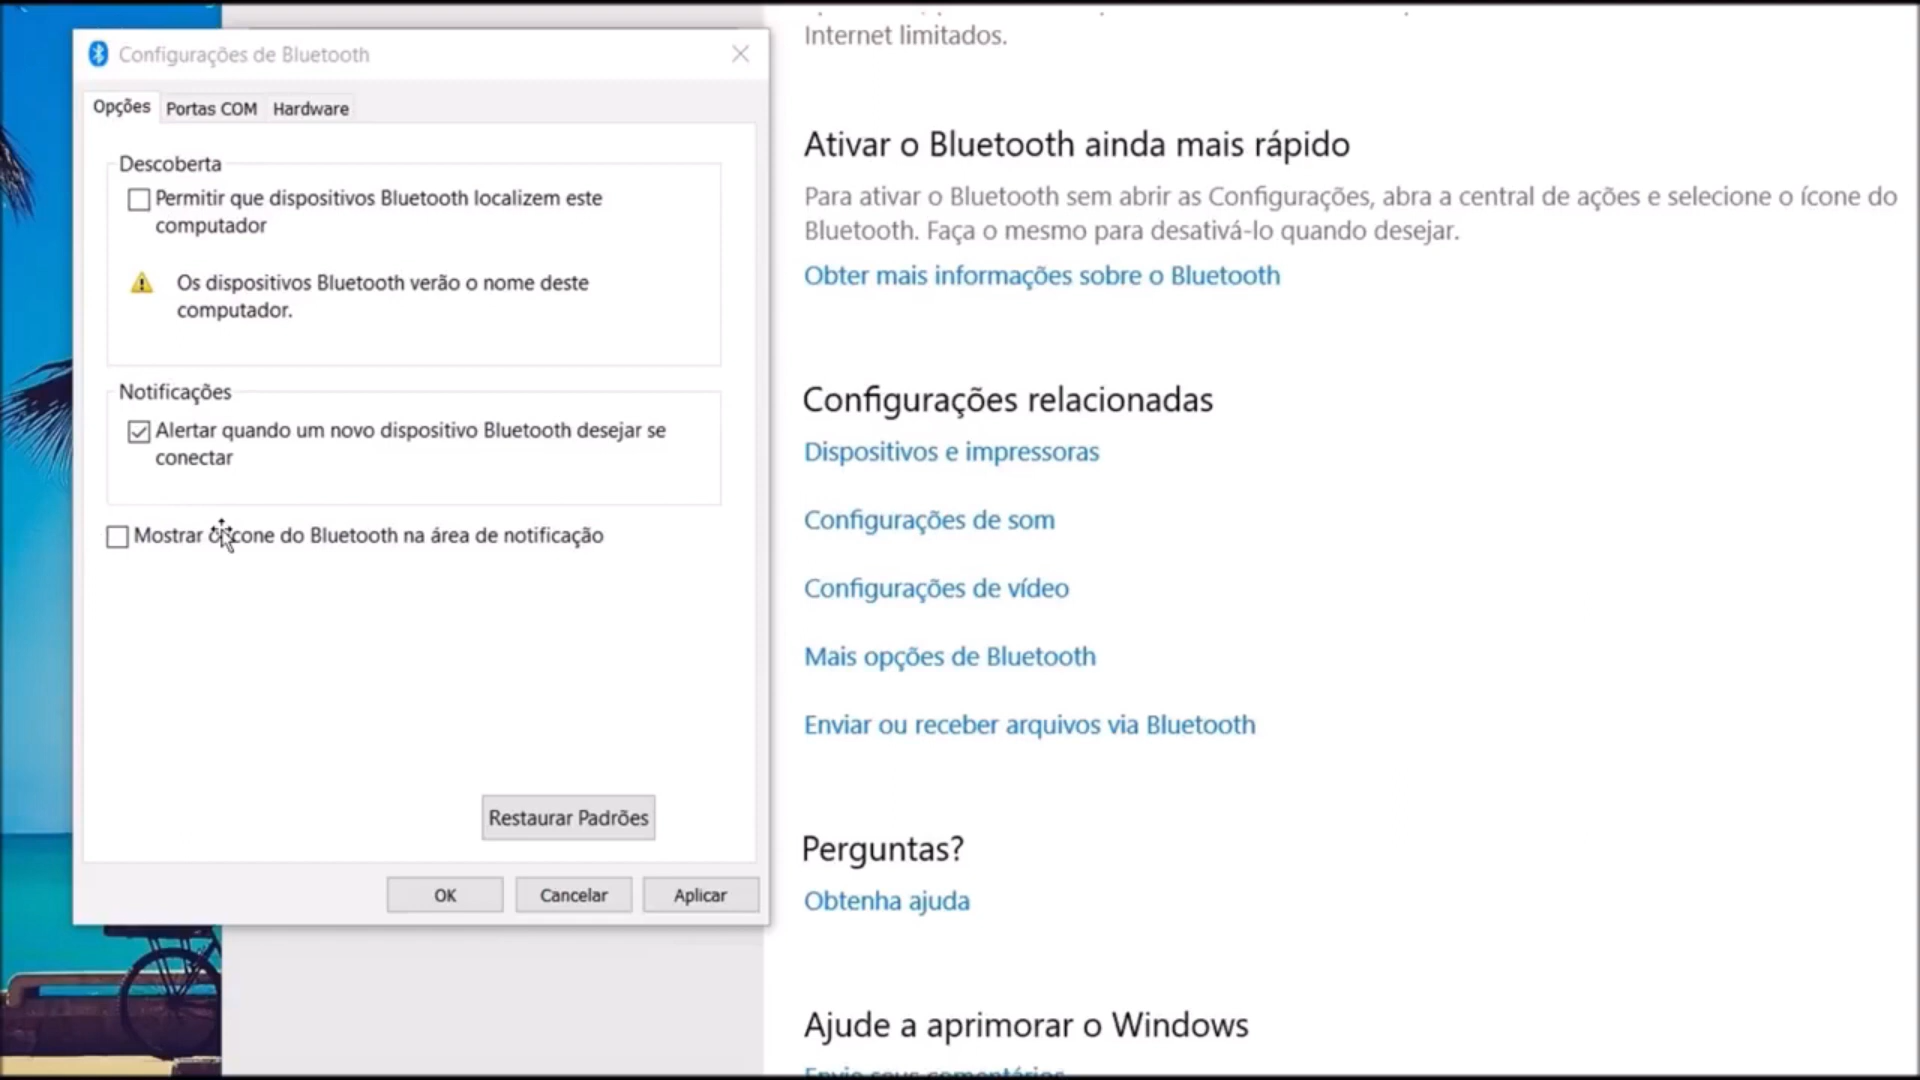 Configurações de Bluetooth
Opções
Portas COM
Hardware
Descoberta
Permitir que dispositivos Bluetooth localizem este
computador
Os dispositivos Bluetooth verão o nome deste
computador.
Notificações
Alertar quando um novo dispositivo Bluetooth desejar se
conectar
Mostrar o ícone do Bluetooth na área de notificação
Restaurar Padrões
OK
Cancelar
Aplicar
Internet limitados.
Ativar o Bluetooth ainda mais rápido
Para ativar o Bluetooth sem abrir as Configurações, abra a central de ações e selecione o ícone do
Bluetooth. Faça o mesmo para desativá-lo quando desejar.
Obter mais informações sobre o Bluetooth
Configurações relacionadas
Dispositivos e impressoras
Configurações de som
Configurações de vídeo
Mais opções de Bluetooth
Enviar ou receber arquivos via Bluetooth
Perguntas?
Obtenha ajuda
Ajude a aprimorar o Windows
Envie seus comentários